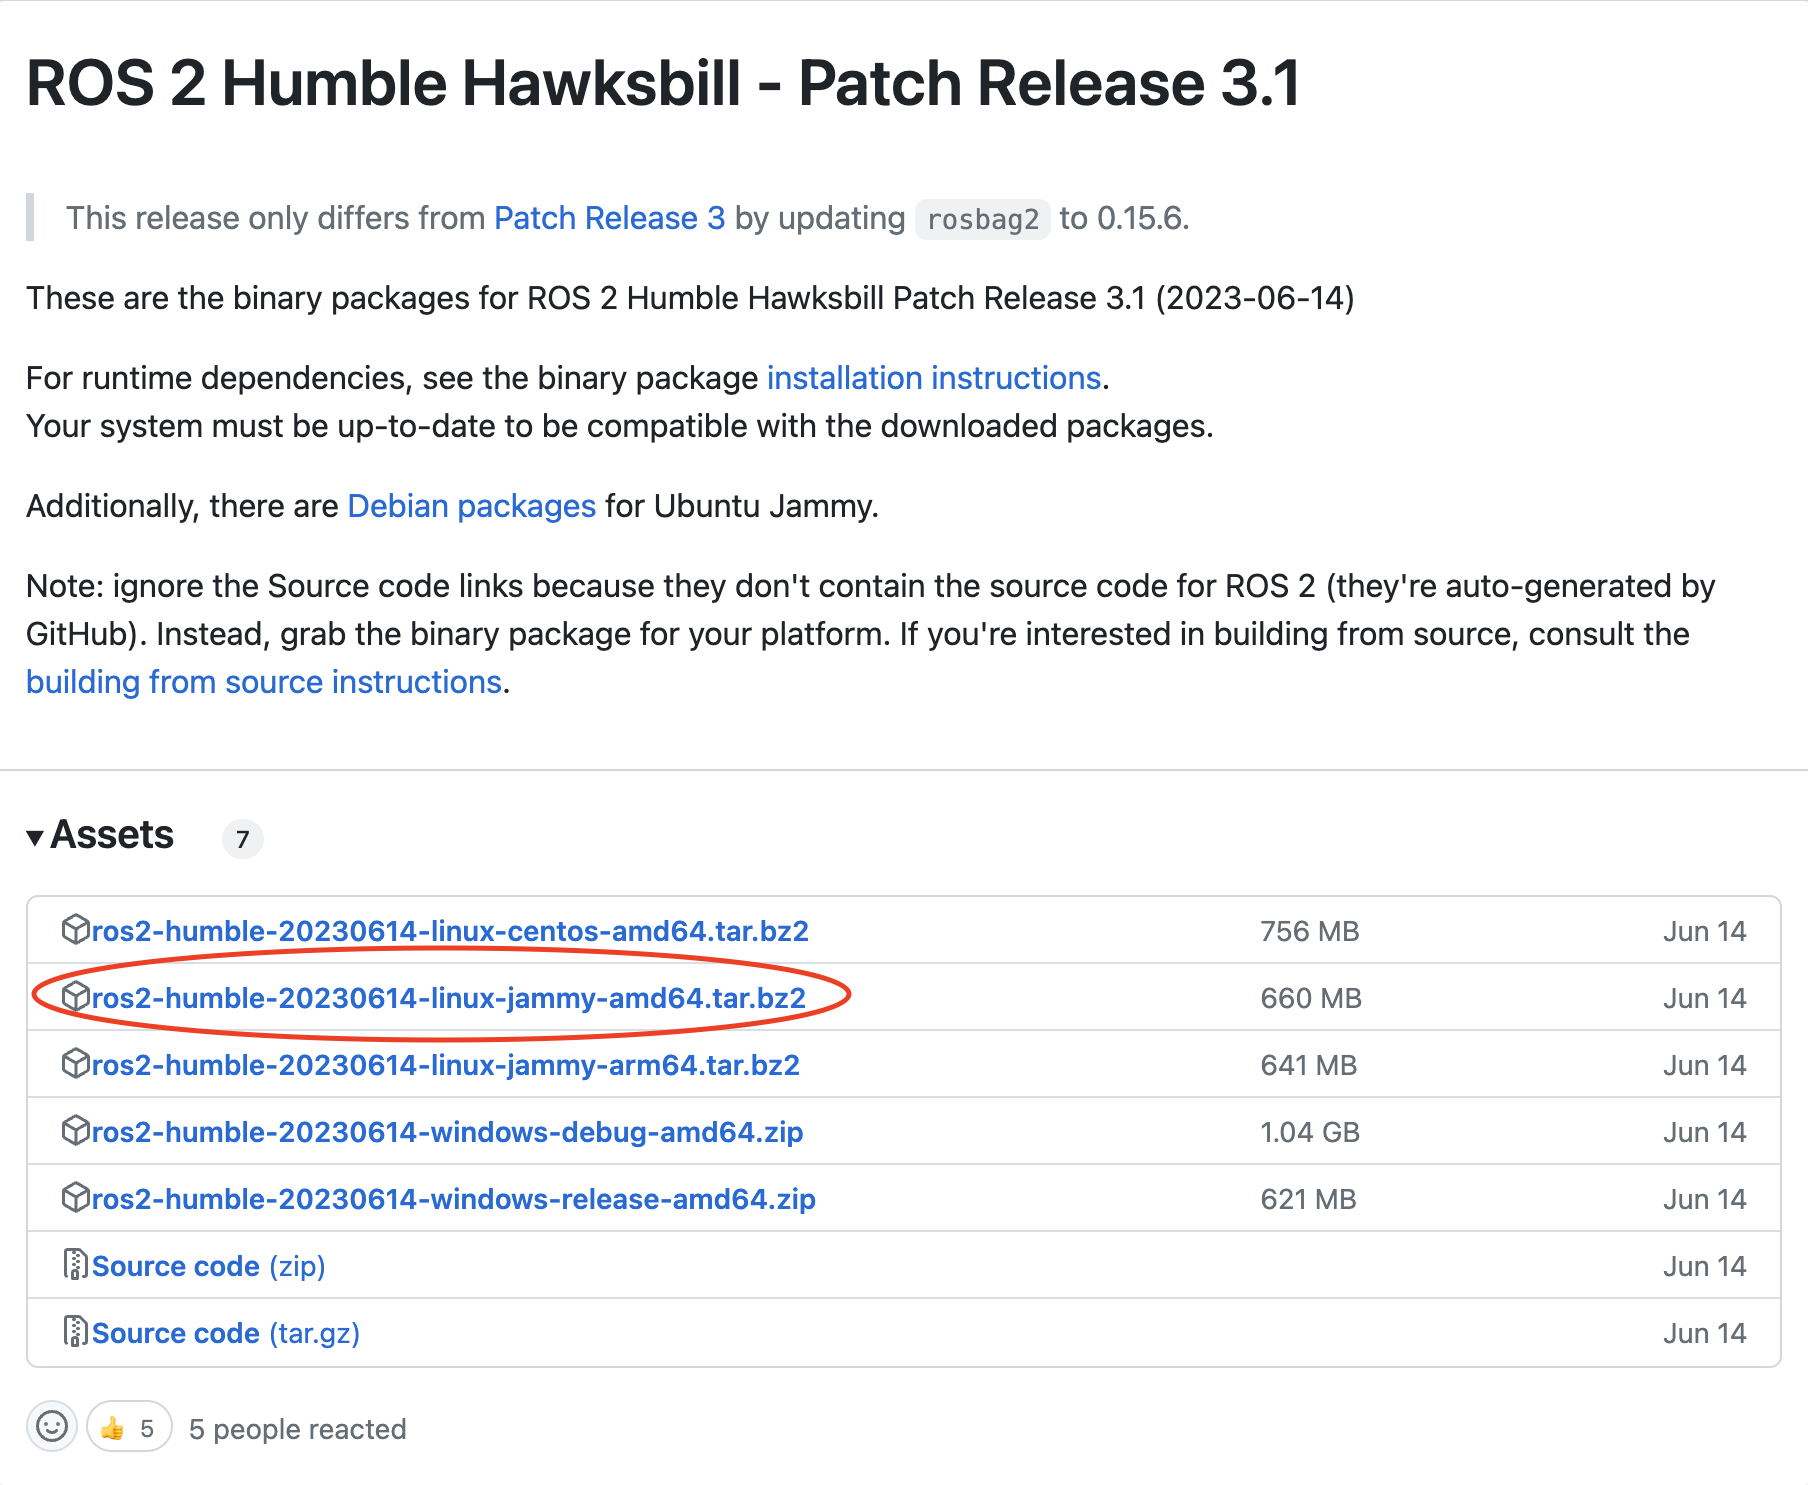 ROS 2 Humble Hawksbill - Patch Release 3.1
This release only differs from Patch Release 3 by updating rosbag2 to 0.15.6.
These are the binary packages for ROS 2 Humble Hawksbill Patch Release 3.1 (2023-06-14)
For runtime dependencies, see the binary package installation instructions.
Your system must be up-to-date to be compatible with the downloaded packages.
Additionally, there are Debian packages for Ubuntu Jammy.
Note: ignore the Source code links because they don't contain the source code for ROS 2 (they're auto-generated by
GitHub). Instead, grab the binary package for your platform. If you're interested in building from source, consult the
building from source instructions.
Assets 7
ros2-humble-20230614-linux-centos-amd64.tar.bz2 756 MB Jun 14
ros2-humble-20230614-linux-jammy-amd64.tar.bz2 660 MB Jun 14
ros2-humble-20230614-linux-jammy-arm64.tar.bz2 641 MB Jun 14
ros2-humble-20230614-windows-debug-amd64.zip 1.04 GB Jun 14
ros2-humble-20230614-windows-release-amd64.zip 621 MB Jun 14
Source code (zip) Jun 14
Source code (tar.gz) Jun 14
5 5 people reacted